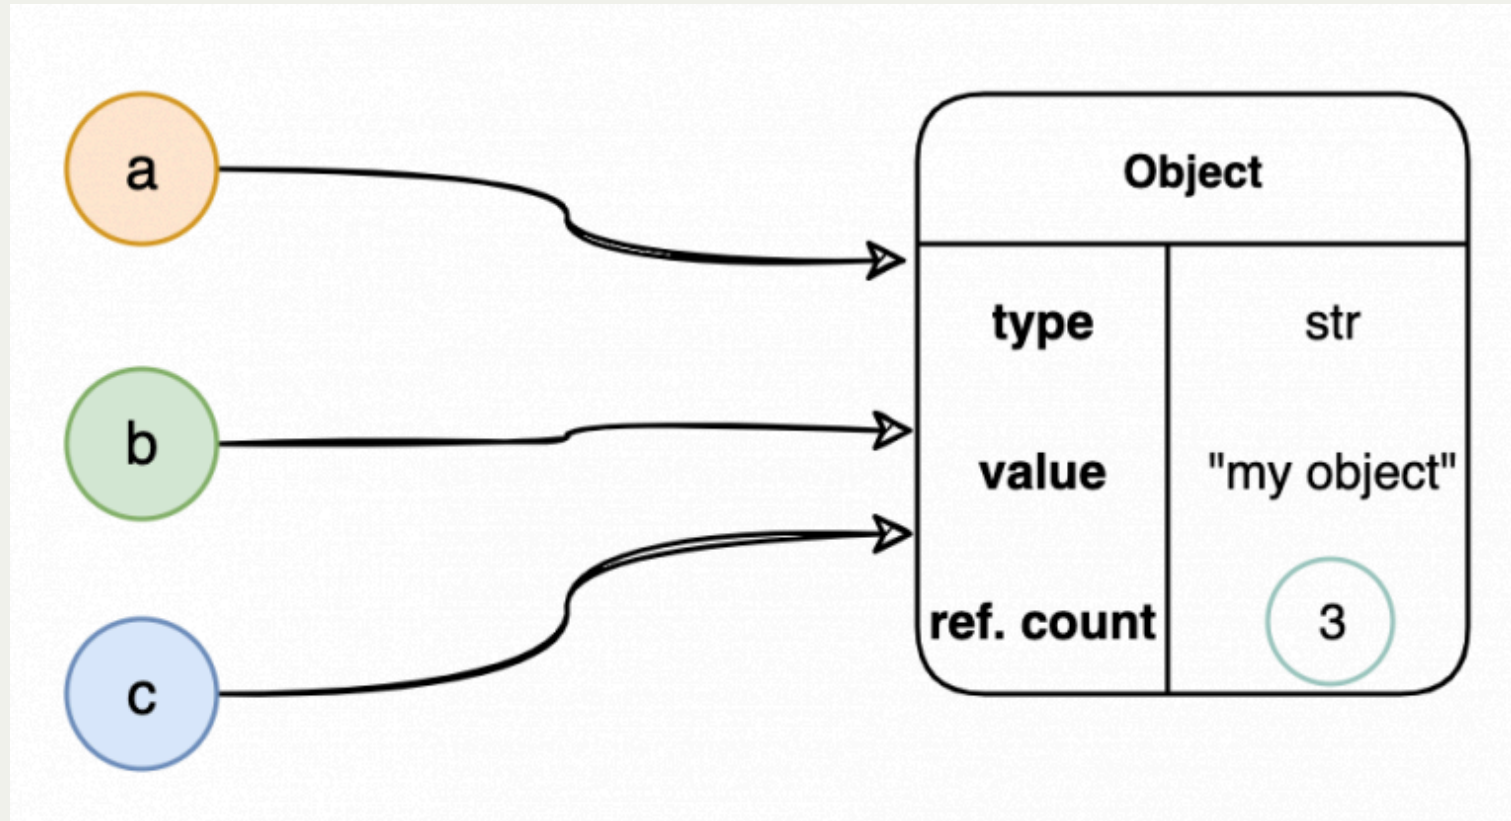 a
b
c
Object
type str
value "my object"
ref. count 3